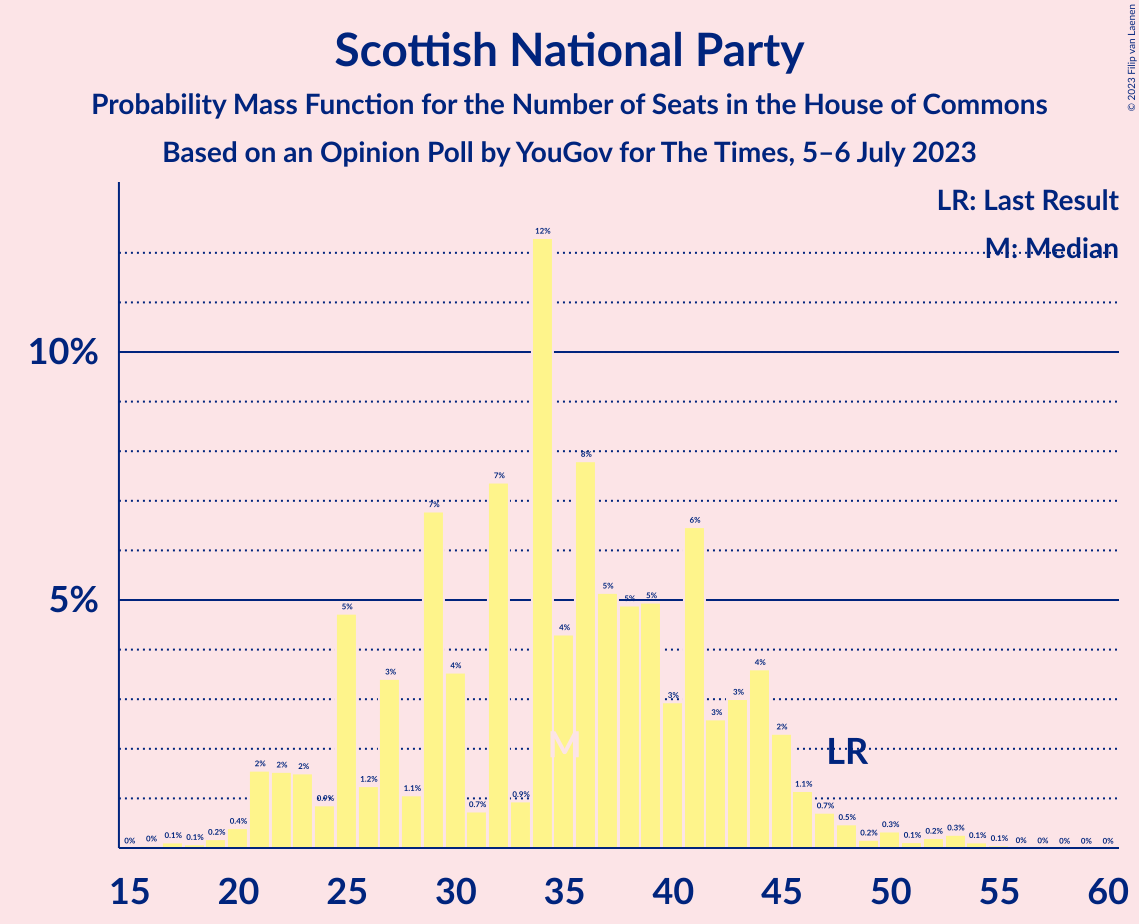 Scottish National Party
Probability Mass Function for the Number of Seats in the House of Commons
Based on an Opinion Poll by YouGov for The Times, 5–6 July 2023
© 2023 Filip van Laenen
LR: Last Result
M: Median
10%
5%
0% 0% 0.1% 0.1% 0.2% 0.4% 2% 2% 2% 0.9% 5% 1.2% 3% 1.1% 7% 4% 0.7% 7% 0.9% 12% 4% 8% 5% 5% 5% 3% 6% 3% 3% 4% 2% 1.1% 0.7% 0.5% 0.2% 0.3% 0.1% 0.2% 0.3% 0.1% 0.1% 0% 0% 0% 0% 0%
M
LR
15 20 25 30 35 40 45 50 55 60